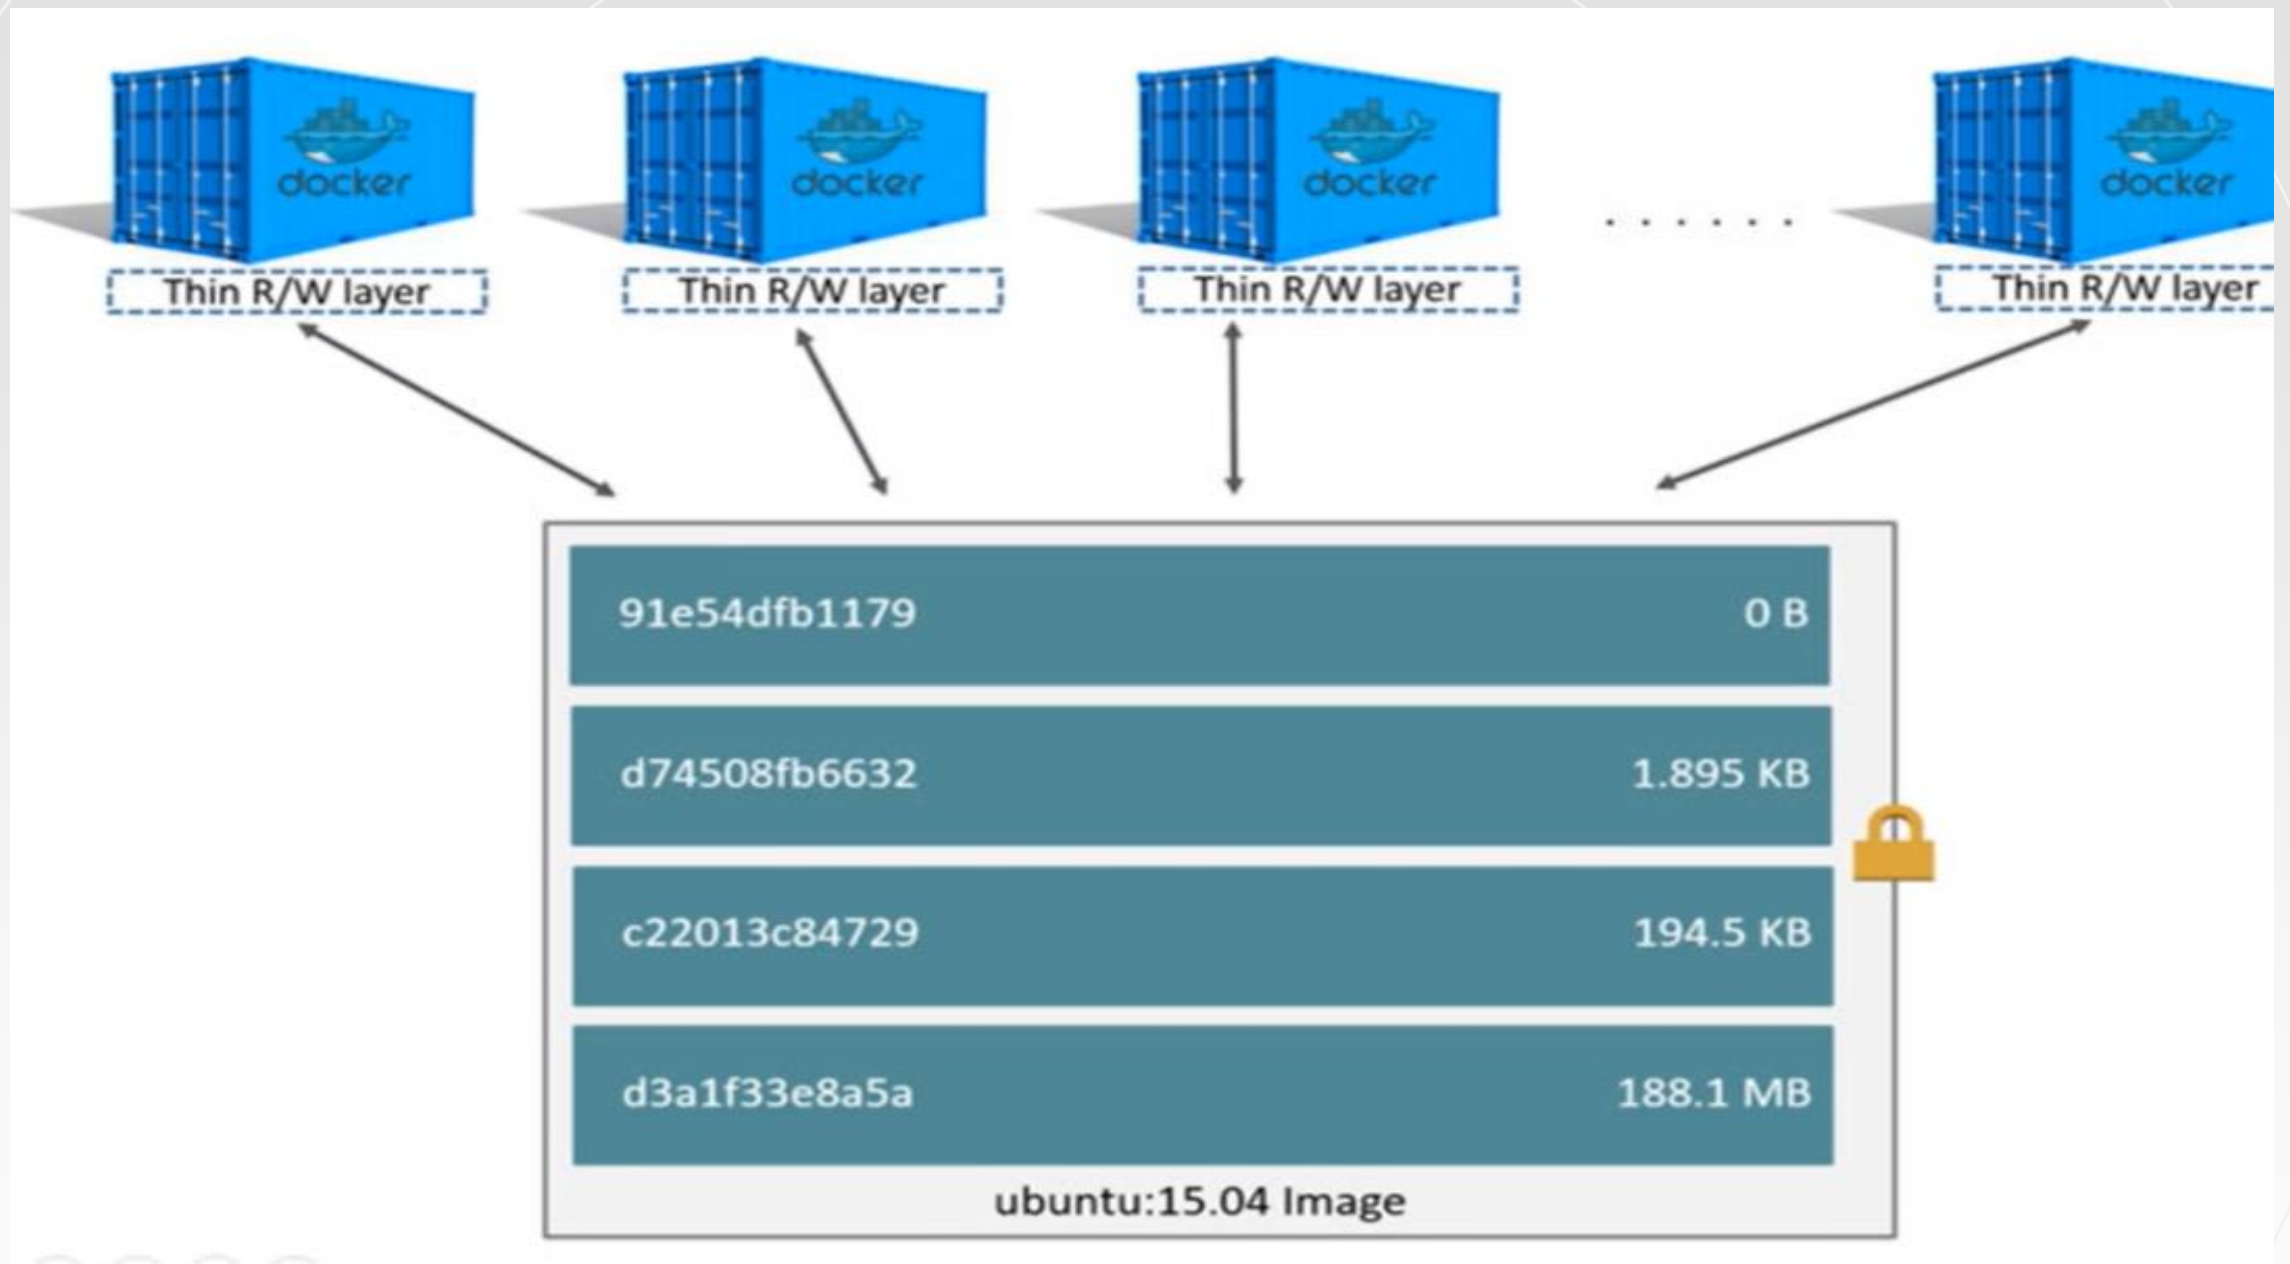 docker docker docker docker
. . . . . .
Thin R/W layer Thin R/W layer Thin R/W layer Thin R/W layer
91e54dfb1179 0 B
d74508fb6632 1.895 KB
c22013c84729 194.5 KB
d3a1f33e8a5a 188.1 MB
ubuntu:15.04 Image